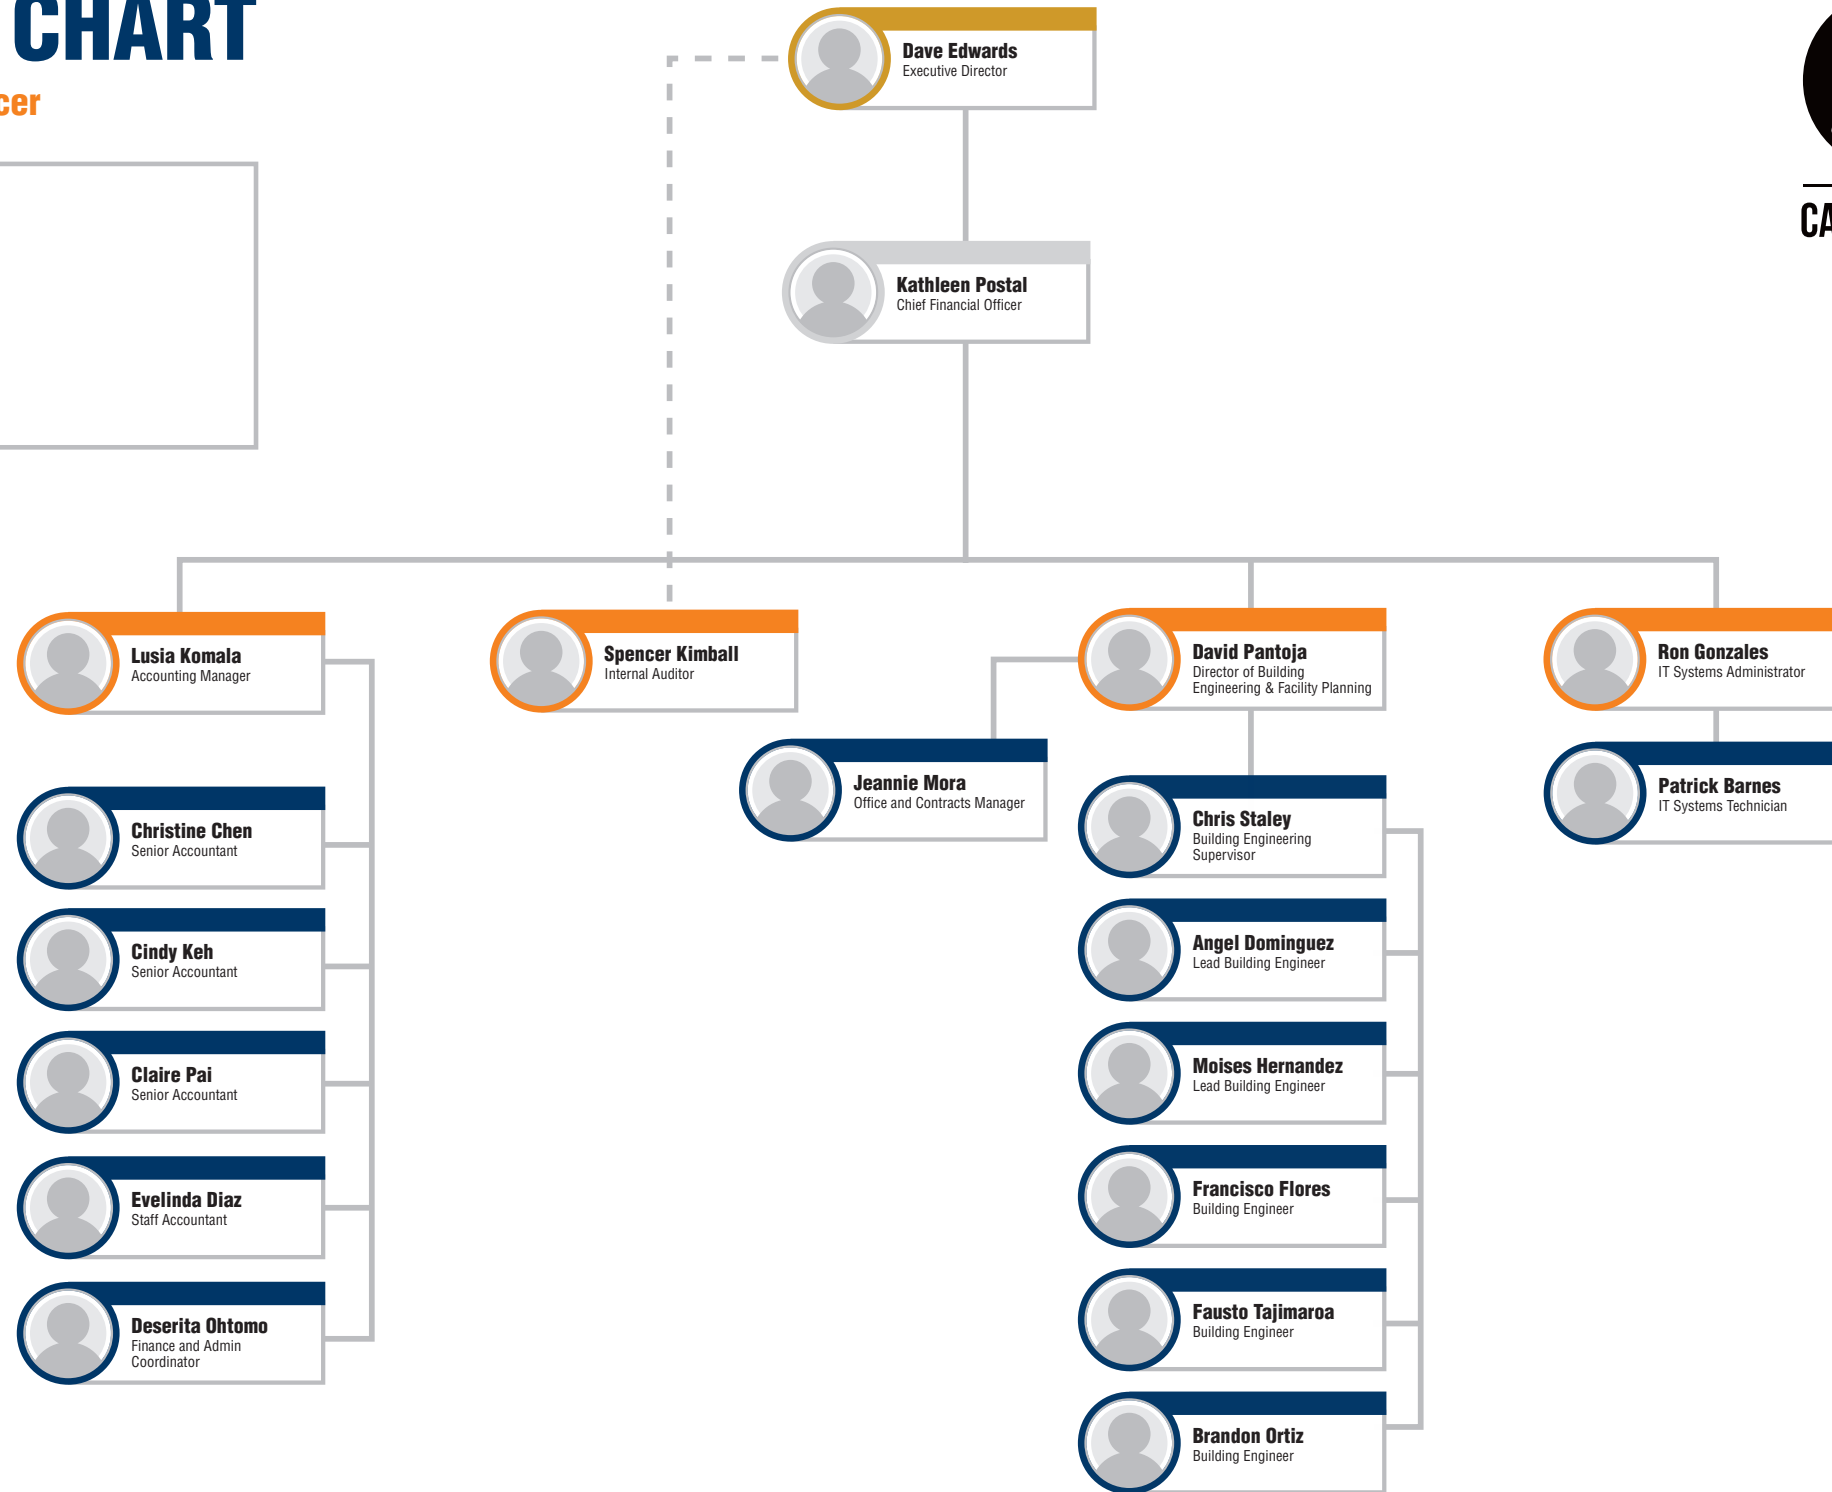 CHART
cer
Dave Edwards
Executive Director
Kathleen Postal
Chief Financial Officer
CA
Lusia Komala
Accounting Manager
Spencer Kimball
Internal Auditor
David Pantoja
Director of Building
Engineering & Facility Planning
Ron Gonzales
IT Systems Administrator
Jeannie Mora
Office and Contracts Manager
Patrick Barnes
IT Systems Technician
Christine Chen
Senior Accountant
Chris Staley
Building Engineering
Supervisor
Cindy Keh
Senior Accountant
Angel Dominguez
Lead Building Engineer
Claire Pai
Senior Accountant
Moises Hernandez
Lead Building Engineer
Evelinda Diaz
Staff Accountant
Francisco Flores
Building Engineer
Deserita Ohtomo
Finance and Admin
Coordinator
Fausto Tajimaroa
Building Engineer
Brandon Ortiz
Building Engineer